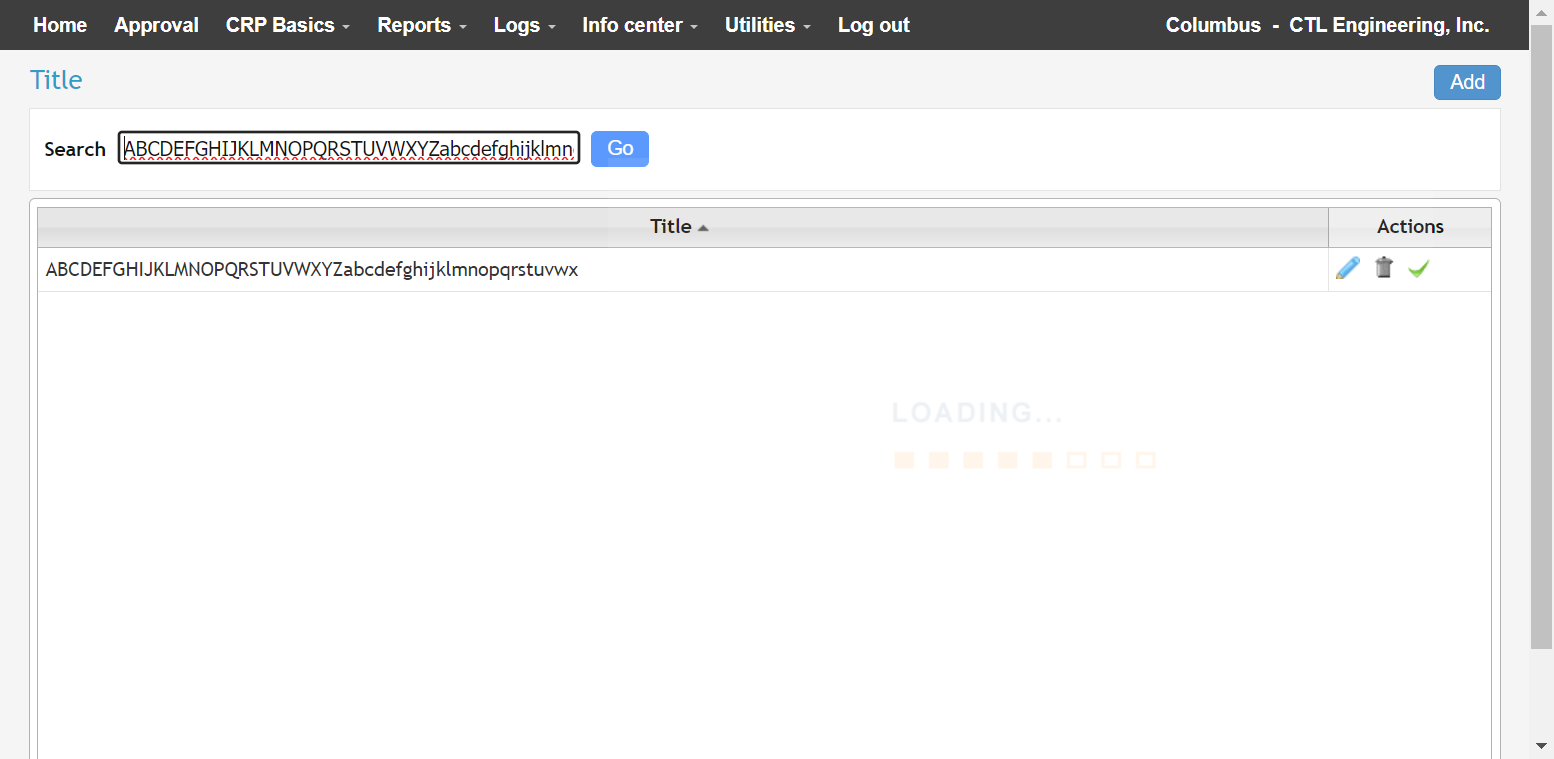 Home Approval CRP Basics Reports Logs Info center Utilities Log out Columbus - CTL Engineering, Inc.
Title Add
Search ABCDEFGHIJKLMNOPQRSTUVWXYZabcdefghijklmn Go
Title Actions
ABCDEFGHIJKLMNOPQRSTUVWXYZabcdefghijklmnopqrstuvwx
LOADING...